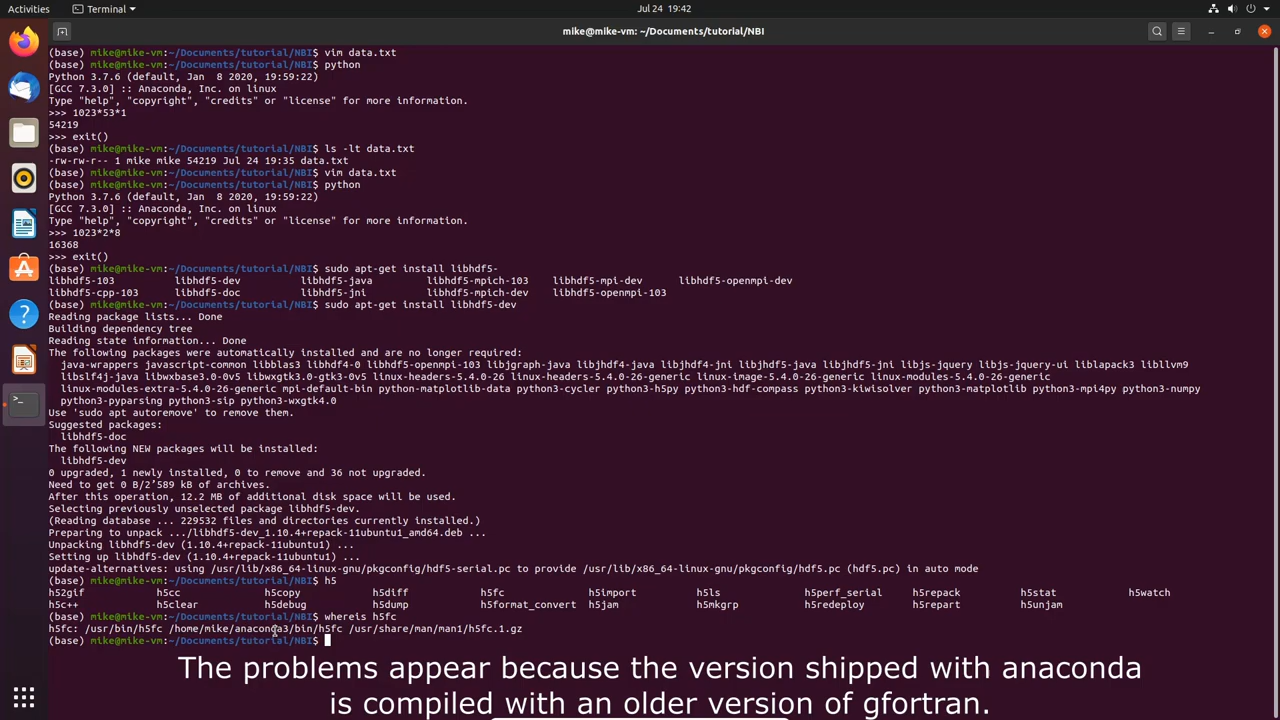 Activities
Terminal
Jul 24 19:42
mike@mike-vm: ~/Documents/tutorial/NBI
(base) mike@mike-vm:~/Documents/tutorial/NBI$ vim data.txt
(base) mike@mike-vm:~/Documents/tutorial/NBI$ python
Python 3.7.6 (default, Jan  8 2020, 19:59:22)
[GCC 7.3.0] :: Anaconda, Inc. on linux
Type "help", "copyright", "credits" or "license" for more information.
>>> 1023*53*1
54219
>>> exit()
(base) mike@mike-vm:~/Documents/tutorial/NBI$ ls -lt data.txt
-rw-rw-r-- 1 mike mike 54219 Jul 24 19:35 data.txt
(base) mike@mike-vm:~/Documents/tutorial/NBI$ vim data.txt
(base) mike@mike-vm:~/Documents/tutorial/NBI$ python
Python 3.7.6 (default, Jan  8 2020, 19:59:22)
[GCC 7.3.0] :: Anaconda, Inc. on linux
Type "help", "copyright", "credits" or "license" for more information.
>>> 1023*2*8
16368
>>> exit()
(base) mike@mike-vm:~/Documents/tutorial/NBI$ sudo apt-get install libhdf5-
libhdf5-103 libhdf5-dev libhdf5-java libhdf5-mpich-103 libhdf5-mpi-dev libhdf5-openmpi-dev
libhdf5-cpp-103 libhdf5-doc libhdf5-jni libhdf5-mpich-dev libhdf5-openmpi-103
(base) mike@mike-vm:~/Documents/tutorial/NBI$ sudo apt-get install libhdf5-dev
Reading package lists... Done
Building dependency tree
Reading state information... Done
The following packages were automatically installed and are no longer required:
java-wrappers javascript-common libblas3 libhdf4-0 libhdf5-openmpi-103 libjgraph-java libjhdf4-java libjhdf4-jni libjhdf5-java libjhdf5-jni libjs-jquery libjs-jquery-ui liblapack3 libllvm9
libslf4j-java libwxbase3.0-0v5 libwxgtk3.0-gtk3-0v5 linux-headers-5.4.0-26 linux-headers-5.4.0-26-generic linux-image-5.4.0-26-generic linux-modules-5.4.0-26-generic
linux-modules-extra-5.4.0-26-generic mpi-default-bin python-matplotlib-data python3-cycler python3-h5py python3-hdf-compass python3-kiwisolver python3-matplotlib python3-mpi4py python3-numpy
python3-pyparsing python3-sip python3-wxgtk4.0
Use 'sudo apt autoremove' to remove them.
Suggested packages:
libhdf5-doc
The following NEW packages will be installed:
libhdf5-dev
0 upgraded, 1 newly installed, 0 to remove and 36 not upgraded.
Need to get 0 B/2’589 kB of archives.
After this operation, 12.2 MB of additional disk space will be used.
Selecting previously unselected package libhdf5-dev.
(Reading database ... 229532 files and directories currently installed.)
Preparing to unpack .../libhdf5-dev_1.10.4+repack-11ubuntu1_amd64.deb ...
Unpacking libhdf5-dev (1.10.4+repack-11ubuntu1) ...
Setting up libhdf5-dev (1.10.4+repack-11ubuntu1) ...
update-alternatives: using /usr/lib/x86_64-linux-gnu/pkgconfig/hdf5-serial.pc to provide /usr/lib/x86_64-linux-gnu/pkgconfig/hdf5.pc (hdf5.pc) in auto mode
(base) mike@mike-vm:~/Documents/tutorial/NBI$ h5
h52gif h5cc h5copy h5diff h5fc h5import h5ls h5perf_serial h5repack h5stat h5watch
h5c++ h5clear h5debug h5dump h5format_convert h5jam h5mkgrp h5redeploy h5repart h5unjam
(base) mike@mike-vm:~/Documents/tutorial/NBI$ whereis h5fc
h5fc: /usr/bin/h5fc /home/mike/anaconda3/bin/h5fc /usr/share/man/man1/h5fc.1.gz
(base) mike@mike-vm:~/Documents/tutorial/NBI$
The problems appear because the version shipped with anaconda
is compiled with an older version of gfortran.